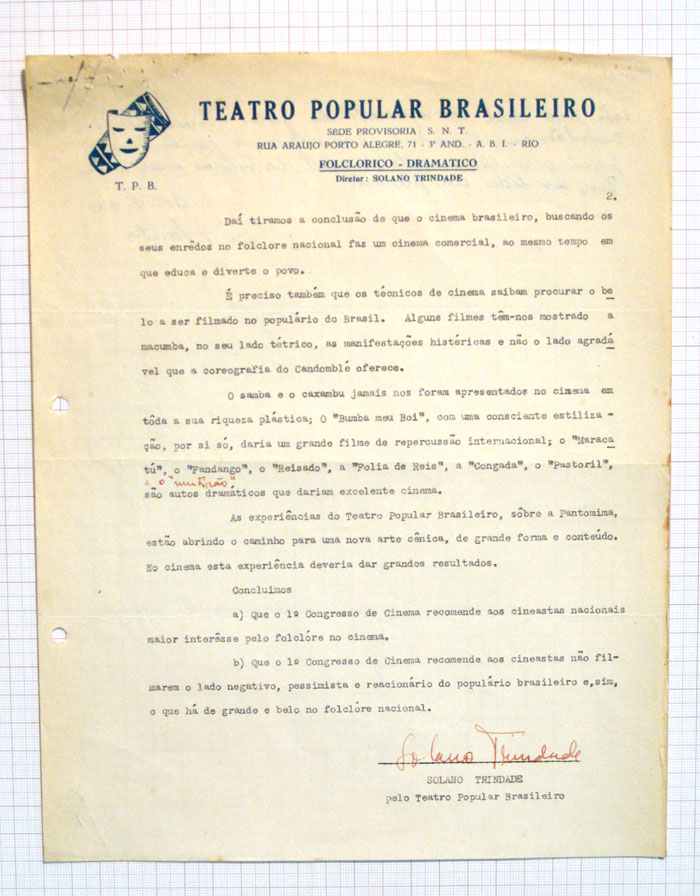 TEATRO POPULAR BRASILEIRO
SEDE PROVISORIA: S. N. T.
RUA ARAUJO PORTO ALEGRE, 71 - 3º AND. - A. B. I. - RIO
FOLCLORICO - DRAMATICO
Diretor: SOLANO TRINDADE
T. P. B.
2.
Daí tiramos a conclusão de que o cinema brasileiro, buscando os
seus enrêdos no folclore nacional faz um cinema comercial, ao mesmo tempo em
que educa e diverte o povo.
É preciso também que os técnicos de cinema saibam procurar o be
lo a ser filmado no populário do Brasil. Alguns filmes têm-nos mostrado a
macumba, no seu lado tétrico, as manifestações histéricas e não o lado agradá
vel que a coreografia do Candomblé oferece.
O samba e o caxambu jamais nos foram apresentados no cinema em
tôda a sua riqueza plástica; O "Bumba meu Boi", com uma consciente estiliza -
ção, por si só, daria um grande filme de repercussão internacional; o "Maraca
tú", o "Fandango", o "Reisado", a "Folia de Reis", a "Congada", o "Pastoril",
e o "mutirão",
são autos dramáticos que dariam excelente cinema.
As experiências do Teatro Popular Brasileiro, sôbre a Pantomima,
estão abrindo o caminho para uma nova arte cênica, de grande forma e conteúdo.
No cinema esta experiência deveria dar grandes resultados.
Concluimos
a) Que o 1º Congresso de Cinema recomende aos cineastas nacionais
maior interêsse pelo folclóre no cinema.
b) Que o 1º Congresso de Cinema recomende aos cineastas não fil-
marem o lado negativo, pessimista e reacionário do populário brasileiro e,sim,
o que há de grande e belo no folclóre nacional.
Solano Trindade
SOLANO TRINDADE
pelo Teatro Popular Brasileiro